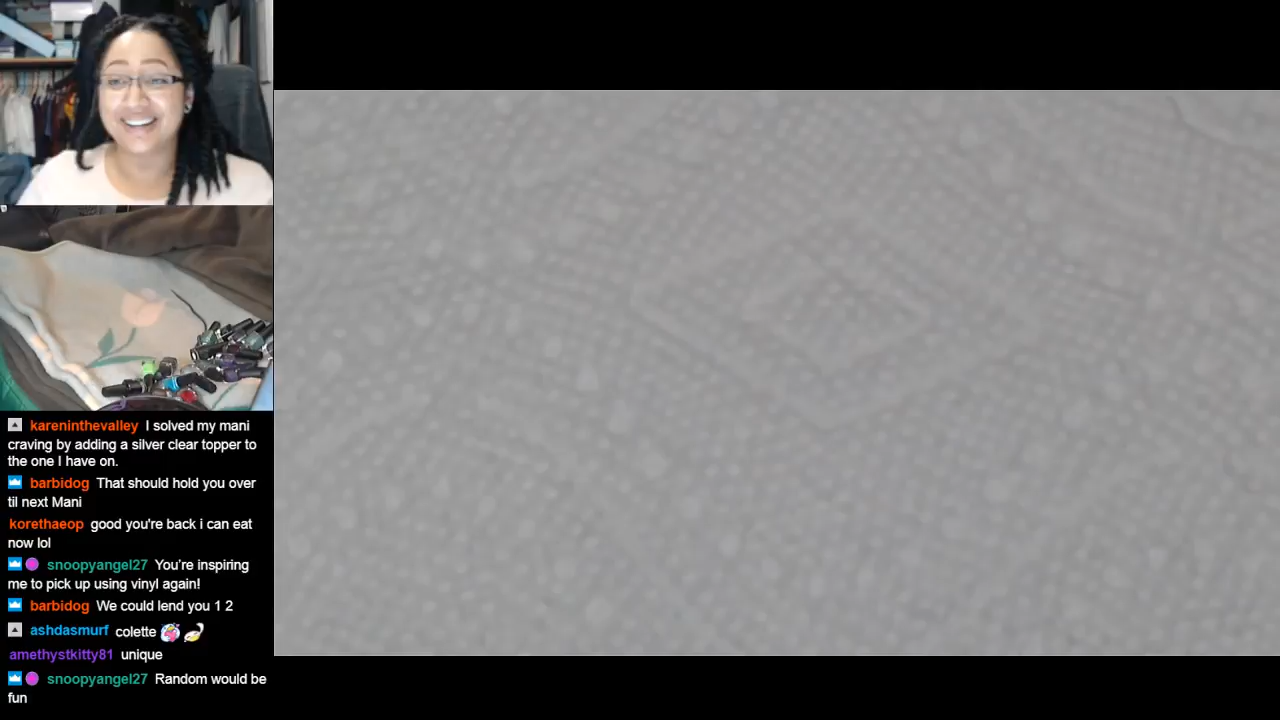 kareninthevalley I solved my mani
craving by adding a silver clear topper to
the one I have on.
barbidog That should hold you over
til next Mani
korethaeop good you're back i can eat
now lol
snoopyangel27 You’re inspiring
me to pick up using vinyl again!
barbidog We could lend you 1 2
ashdasmurf colette
amethystkitty81 unique
snoopyangel27 Random would be
fun